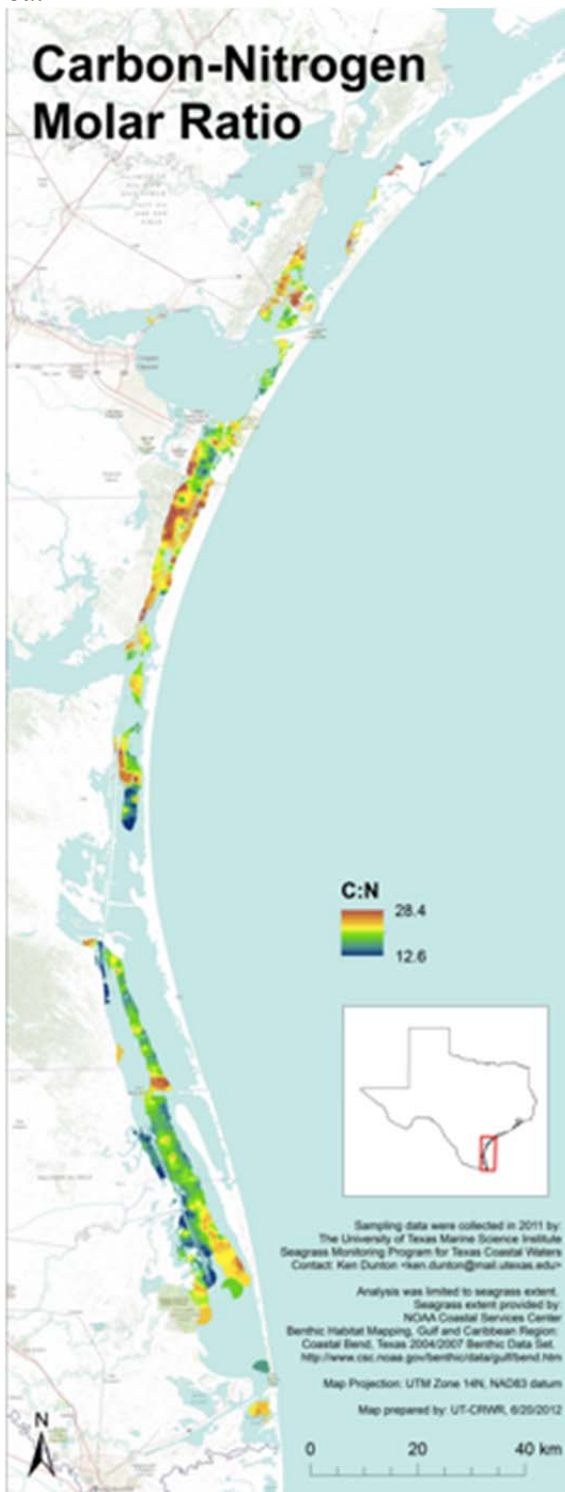 Carbon-Nitrogen
Molar Ratio
C:N
28.4
12.6
Sampling data were collected in 2011 by:
The University of Texas Marine Science Institute
Seagrass Monitoring Program for Texas Coastal Waters
Contact: Ken Dunton <ken.dunton@mail.utexas.edu>
Analysis was limited to seagrass extent.
Seagrass extent provided by:
NOAA Coastal Services Center
Benthic Habitat Mapping, Gulf and Caribbean Region:
Coastal Bend, Texas 2004/2007 Benthic Data Set.
http://www.csc.noaa.gov/benthic/data/gulf/bend.htm
Map Projection: UTM Zone 14N, NAD83 datum
Map prepared by: UT-CRWR, 6/20/2012
N
0 20 40 km